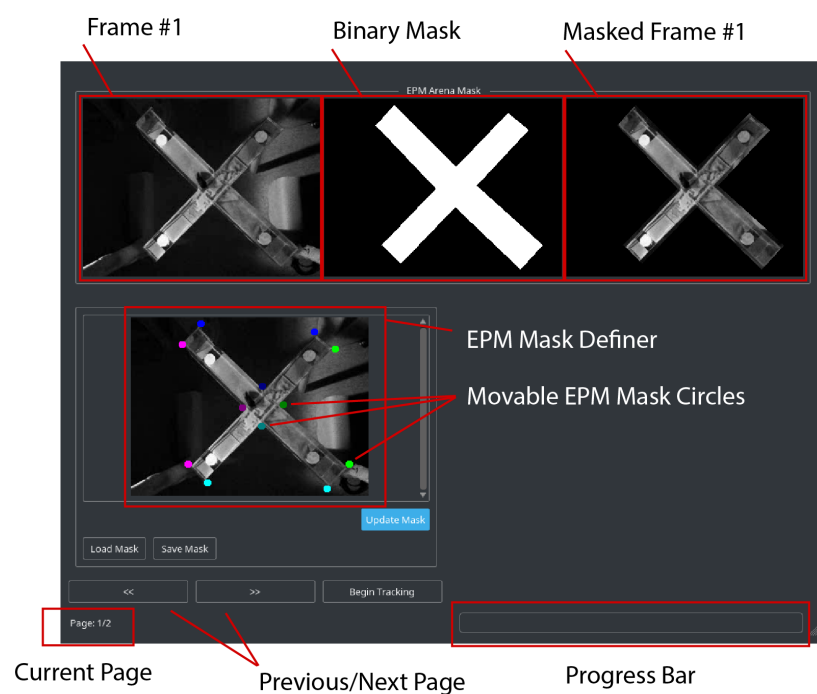 Frame #1
Binary Mask
Masked Frame #1
EPM Arena Mask
EPM Mask Definer
Movable EPM Mask Circles
Update Mask
Load Mask
Save Mask
<<
>>
Begin Tracking
Page: 1/2
Current Page
Previous/Next Page
Progress Bar